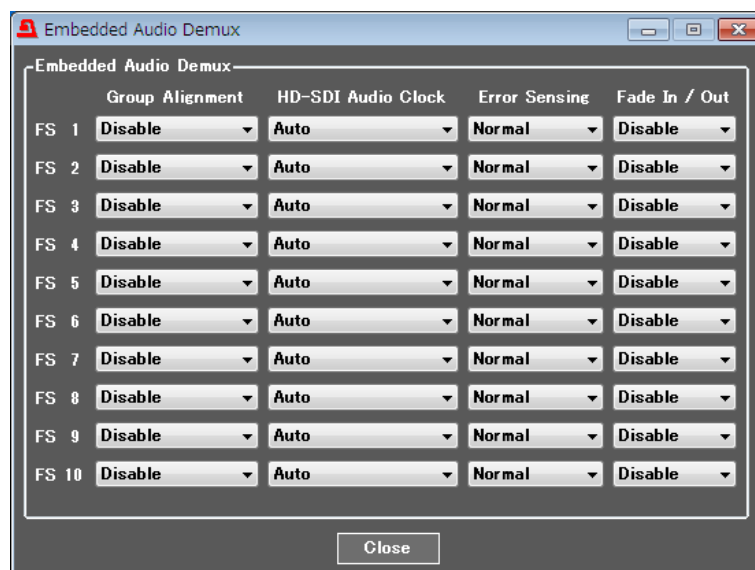 Embedded Audio Demux
Embedded Audio Demux
Group Alignment HD-SDI Audio Clock Error Sensing Fade In / Out
FS 1 Disable Auto Normal Disable
FS 2 Disable Auto Normal Disable
FS 3 Disable Auto Normal Disable
FS 4 Disable Auto Normal Disable
FS 5 Disable Auto Normal Disable
FS 6 Disable Auto Normal Disable
FS 7 Disable Auto Normal Disable
FS 8 Disable Auto Normal Disable
FS 9 Disable Auto Normal Disable
FS 10 Disable Auto Normal Disable
Close